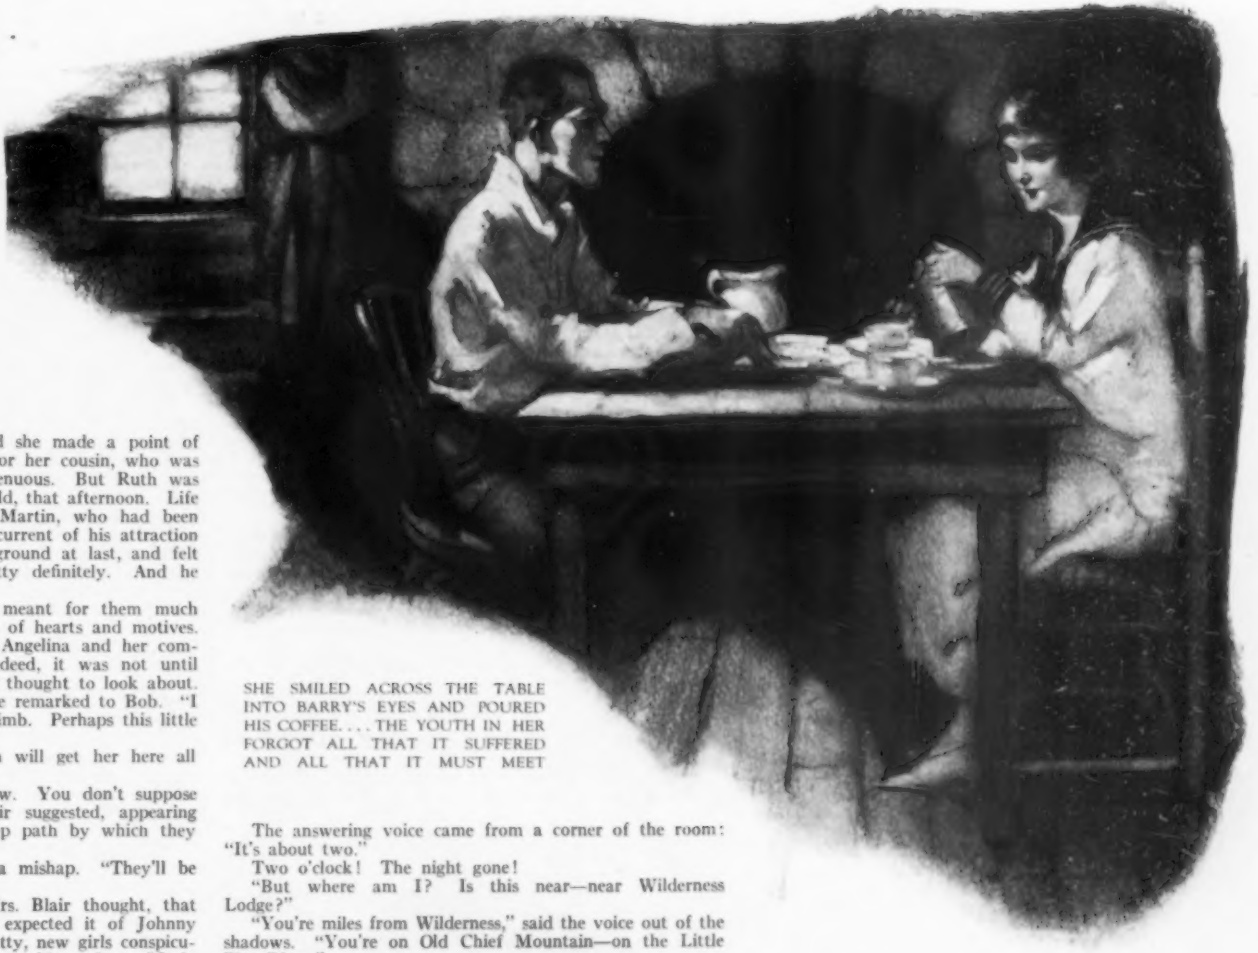 d she made a point of
or her cousin, who was
enuous. But Ruth was
ld, that afternoon. Life
Martin, who had been
current of his attraction
ground at last, and felt
tty definitely. And he
meant for them much
of hearts and motives.
Angelina and her com-
deed, it was not until
thought to look about.
e remarked to Bob. "I
imb. Perhaps this little
will get her here all
w. You don't suppose
ir suggested, appearing
p path by which they
a mishap. "They'll be
rs. Blair thought, that
expected it of Johnny
tty, new girls conspicu-
SHE SMILED ACROSS THE TABLE
INTO BARRY'S EYES AND POURED
HIS COFFEE.... THE YOUTH IN HER
FORGOT ALL THAT IT SUFFERED
AND ALL THAT IT MUST MEET
The answering voice came from a corner of the room:
"It's about two."
Two o'clock! The night gone!
"But where am I? Is this near—near Wilderness
Lodge?"
"You're miles from Wilderness," said the voice out of the
shadows. "You're on Old Chief Mountain—on the Little